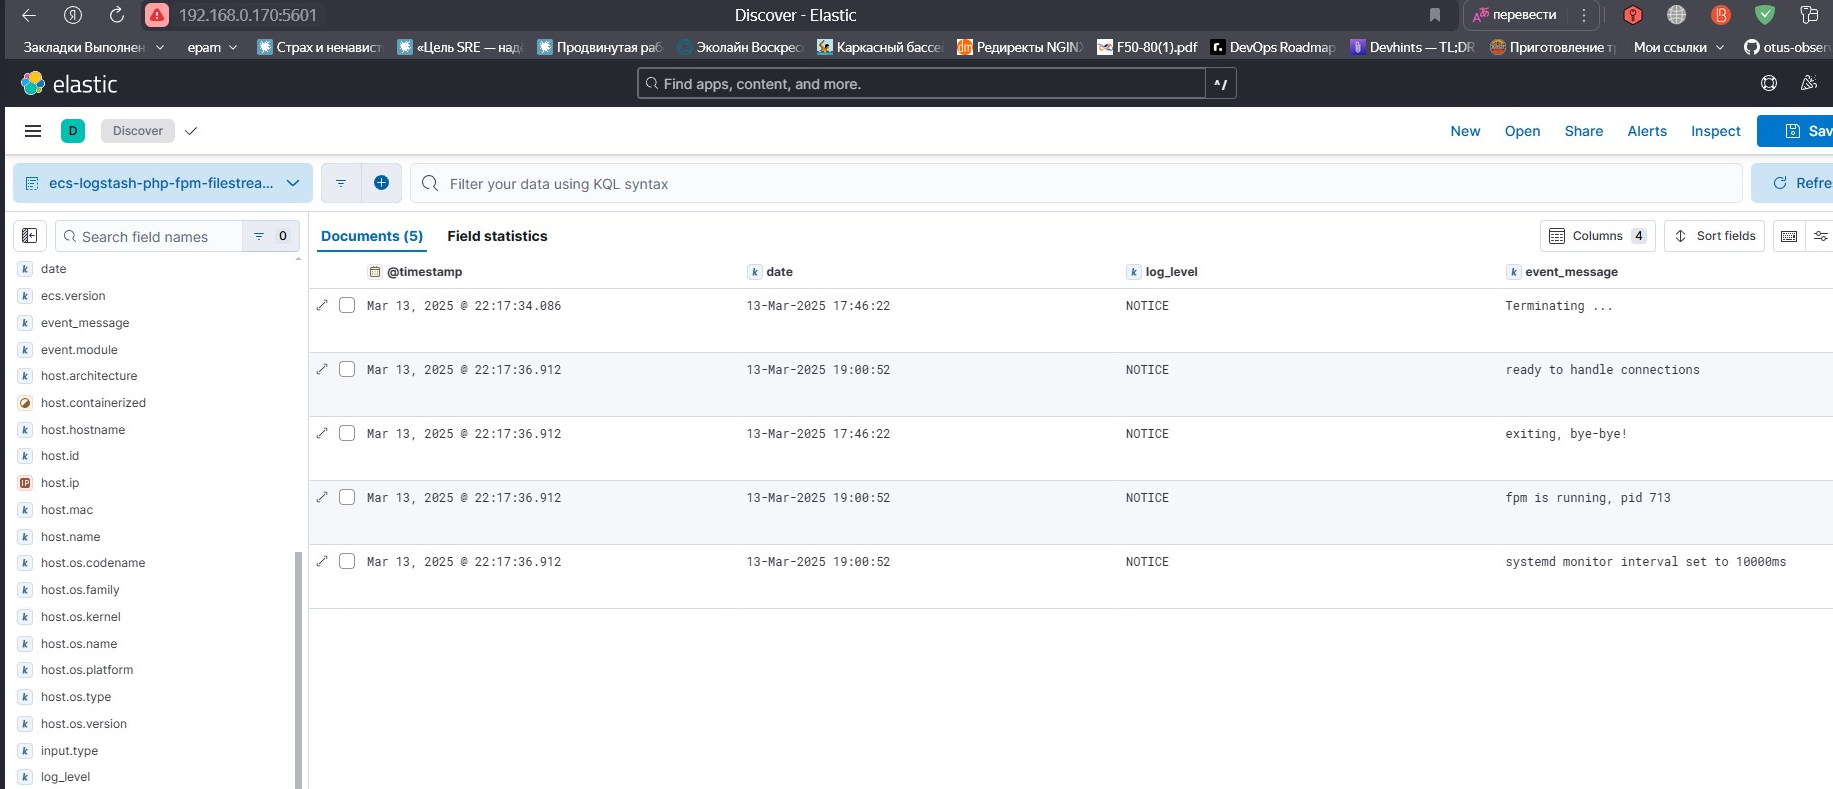 192.168.0.170:5601
Discover - Elastic
перевести
Закладки Выполнен
epam
Страх и ненавист
«Цель SRE — над
Продвинутая раб
Эколайн Воскрес
Каркасный бассе
Редиректы NGIN
F50-80(1).pdf
DevOps Roadmap
Devhints — TL;DR
Приготовление т
Мои ссылки
otus-obser
elastic
Find apps, content, and more.
^/
D
Discover
New
Open
Share
Alerts
Inspect
Sav
ecs-logstash-php-fpm-filestrea...
Filter your data using KQL syntax
Refre
Search field names
0
Documents (5)
Field statistics
Columns 4
Sort fields
date
ecs.version
event_message
event.module
host.architecture
host.containerized
host.hostname
host.id
host.ip
host.mac
host.name
host.os.codename
host.os.family
host.os.kernel
host.os.name
host.os.platform
host.os.type
host.os.version
input.type
log_level
@timestamp date log_level event_message
Mar 13, 2025 @ 22:17:34.086 13-Mar-2025 17:46:22 NOTICE Terminating ...
Mar 13, 2025 @ 22:17:36.912 13-Mar-2025 19:00:52 NOTICE ready to handle connections
Mar 13, 2025 @ 22:17:36.912 13-Mar-2025 17:46:22 NOTICE exiting, bye-bye!
Mar 13, 2025 @ 22:17:36.912 13-Mar-2025 19:00:52 NOTICE fpm is running, pid 713
Mar 13, 2025 @ 22:17:36.912 13-Mar-2025 19:00:52 NOTICE systemd monitor interval set to 10000ms